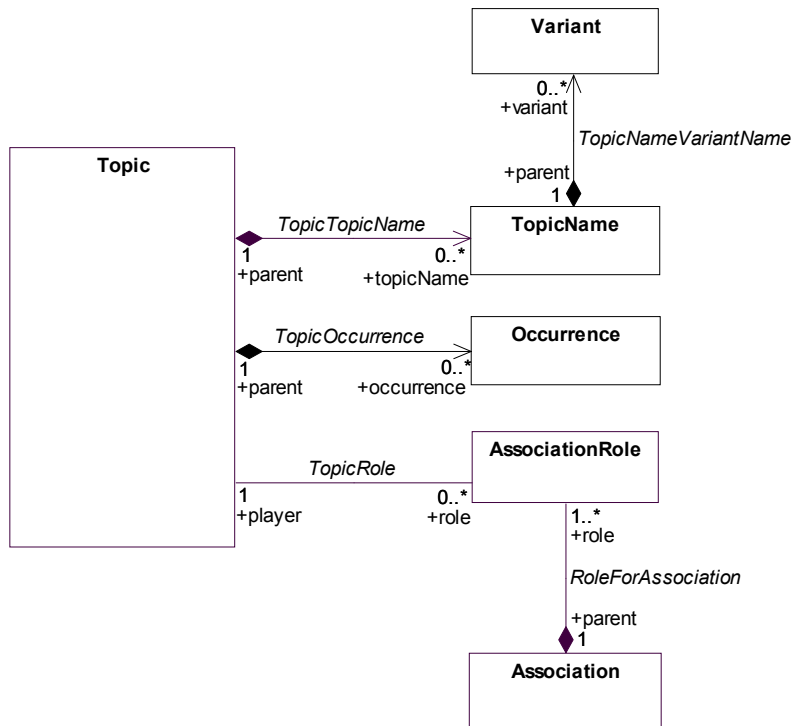 Variant
0..*
+variant
TopicNameVariantName
+parent
1
Topic
TopicTopicName
TopicName
1
0..*
+parent
+topicName
TopicOccurrence
Occurrence
1
0..*
+parent
+occurrence
AssociationRole
TopicRole
1
0..*
+player
+role
1..*
+role
RoleForAssociation
+parent
1
Association